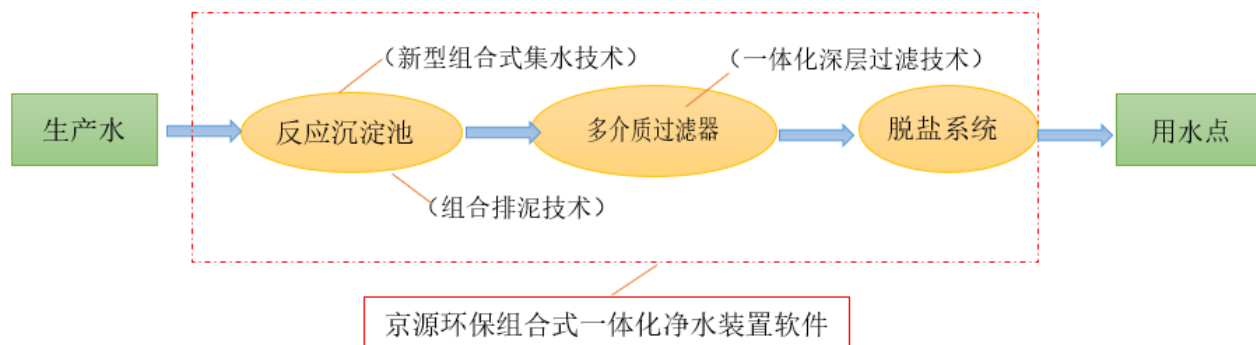 （新型组合式集水技术）
（一体化深层过滤技术）
生产水
反应沉淀池
多介质过滤器
脱盐系统
用水点
（组合排泥技术）
京源环保组合式一体化净水装置软件